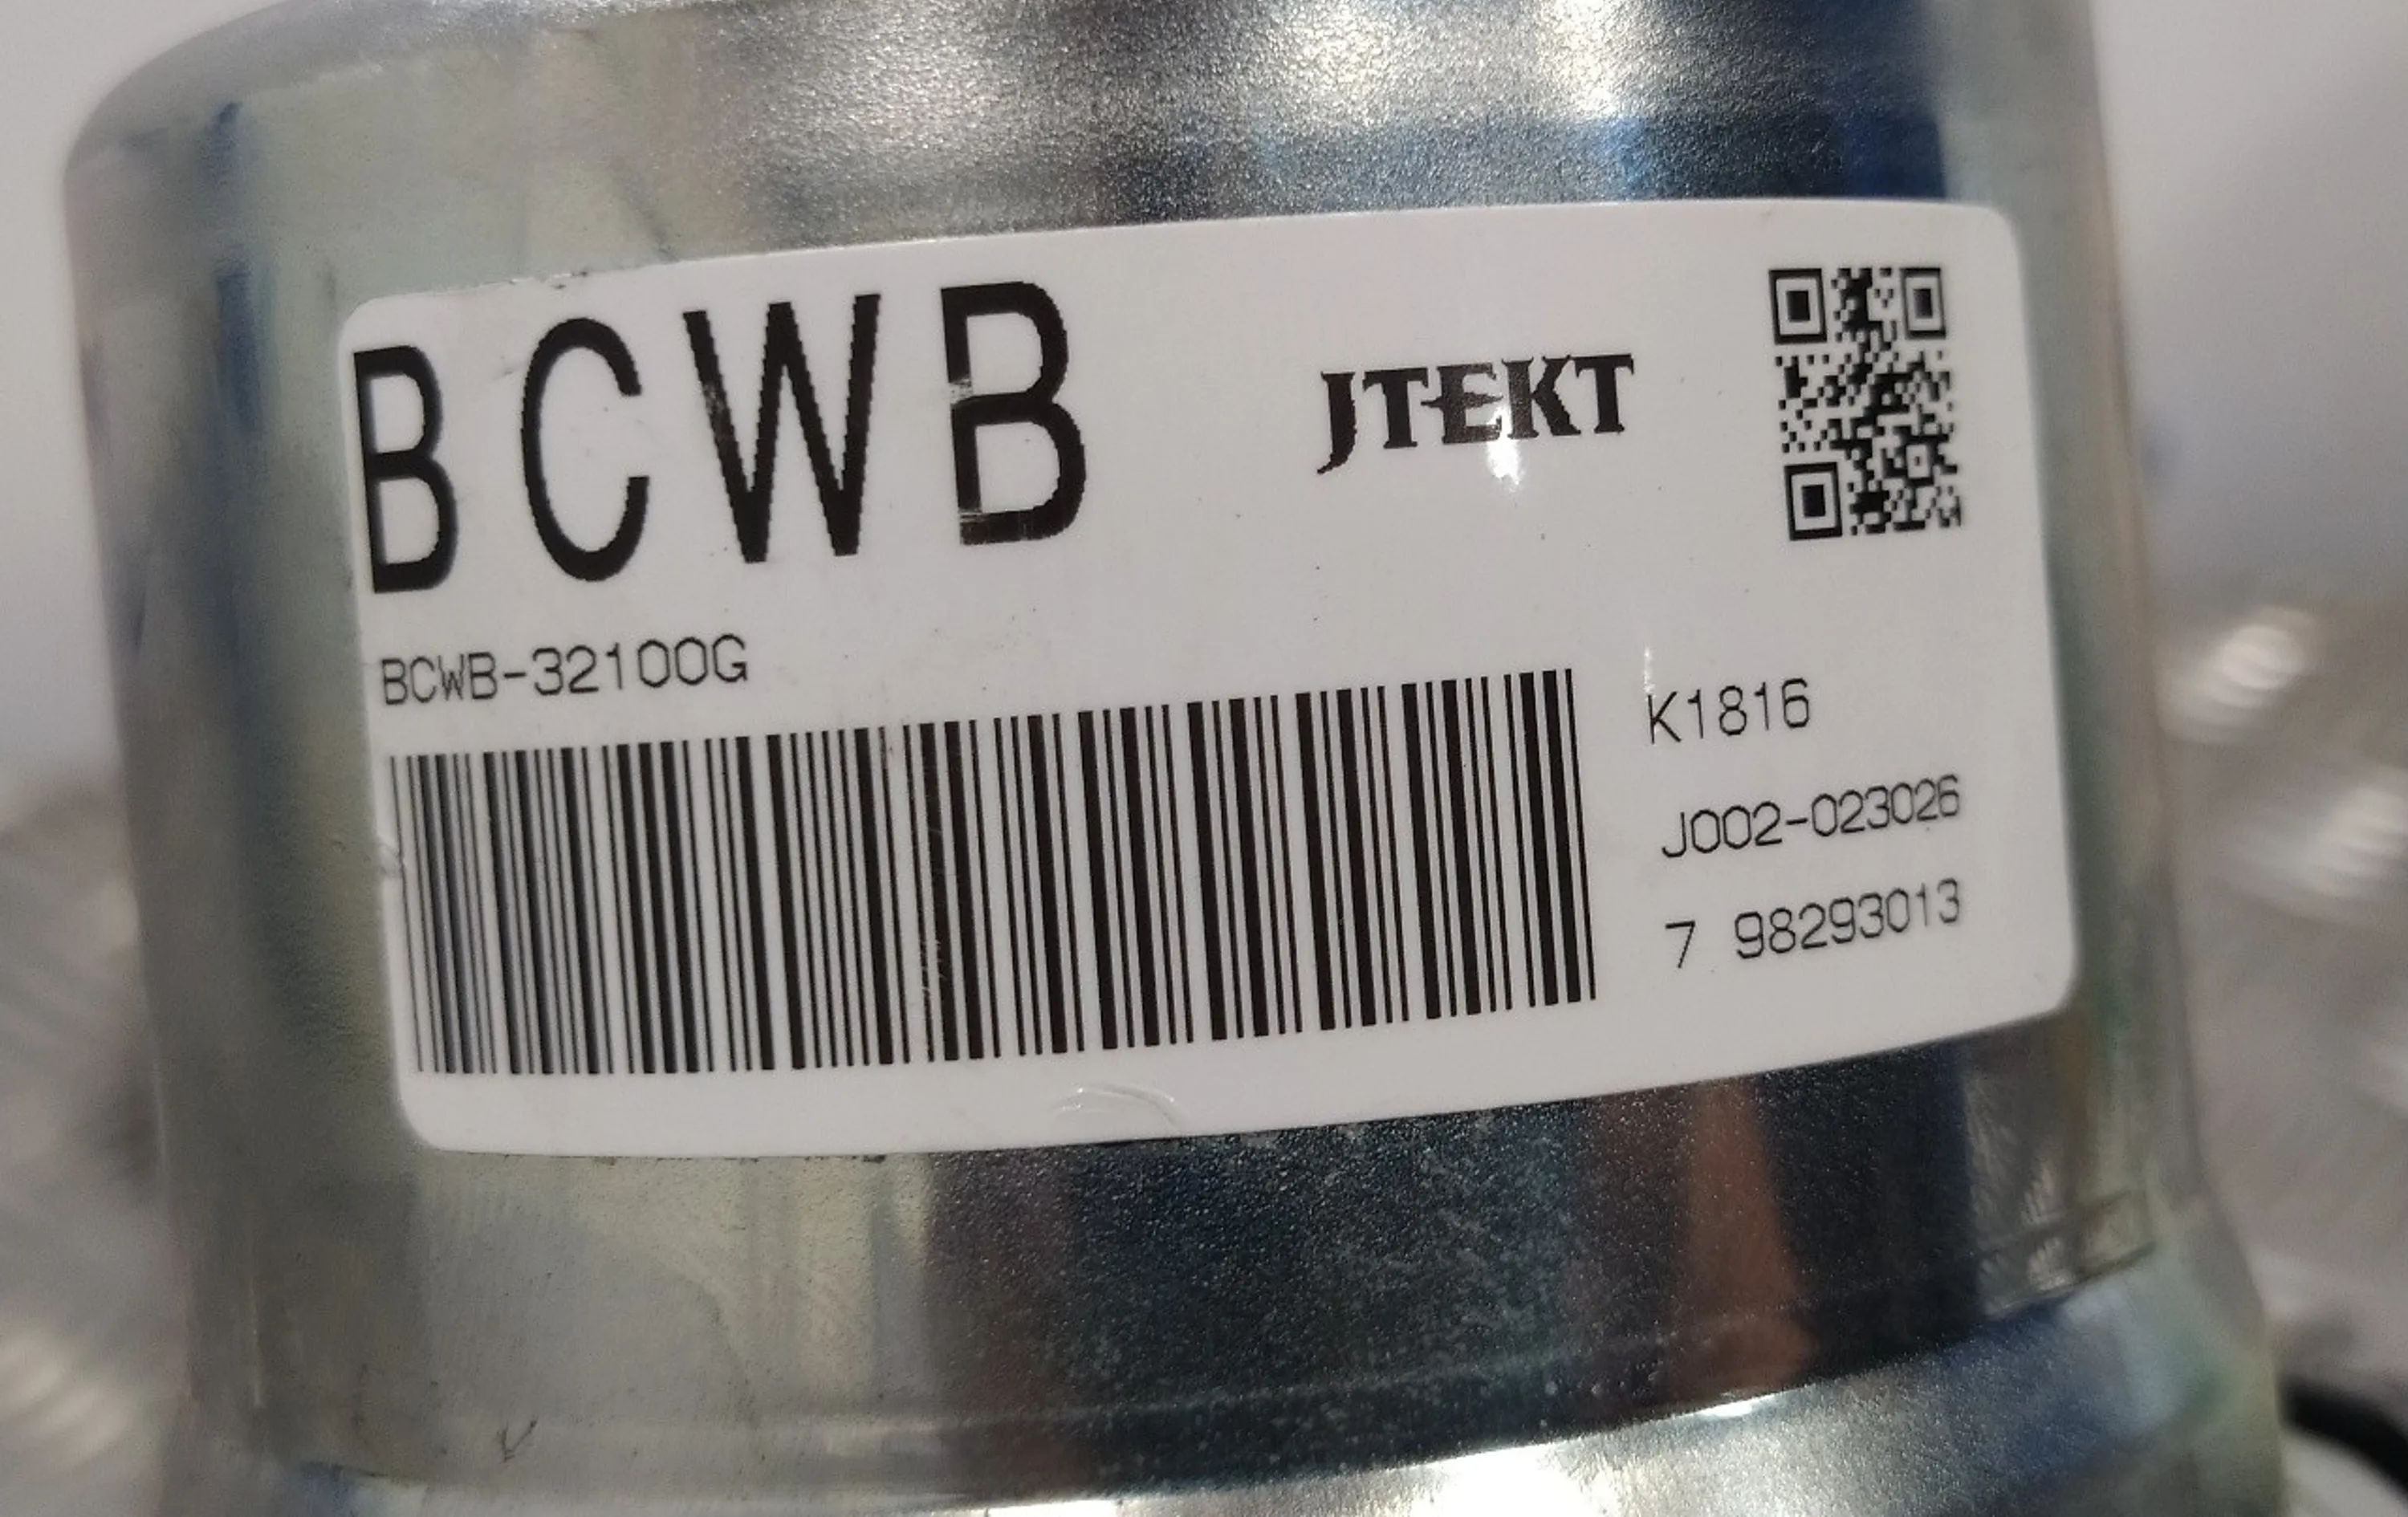 BCWB
JTEKT
BCWB-32100G
K1816
J002-023026
7 98293013